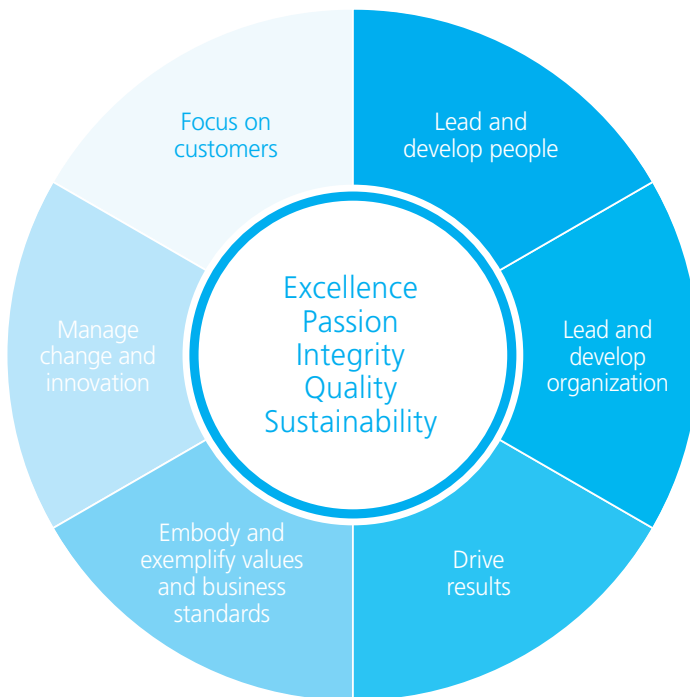 Focus on
customers
Lead and
develop people
Manage
change and
innovation
Excellence
Passion
Integrity
Quality
Sustainability
Lead and
develop
organization
Embody and
exemplify values
and business
standards
Drive
results